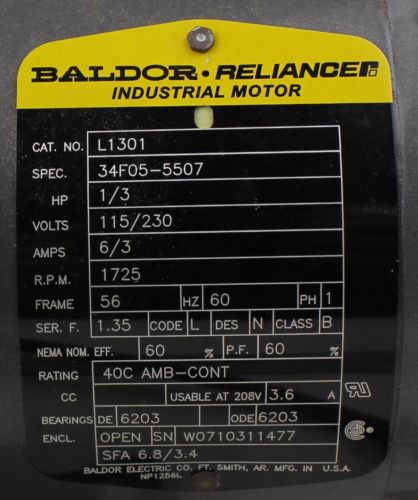 BALDOR • RELIANCE
INDUSTRIAL MOTOR
CAT. NO. L1301
SPEC. 34F05-5507
HP 1/3
VOLTS 115/230
AMPS 6/3
R.P.M. 1725
FRAME 56 HZ 60 PH 1
SER. F. 1.35 CODE L DES N CLASS B
NEMA NOM. EFF. 60 % P.F. 60 %
RATING 40C AMB-CONT
CC USABLE AT 208V 3.6 A
BEARINGS DE 6203 ODE 6203
ENCL. OPEN SN W0710311477
SFA 6.8/3.4
BALDOR ELECTRIC CO. FT. SMITH, AR. MFG. IN U.S.A.
NP1256L